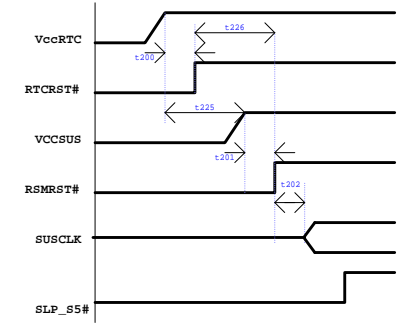 t226
VccRTC
t200
RTCRST#
t225
VCCSUS
t201
RSMRST#
t202
SUSCLK
SLP_S5#